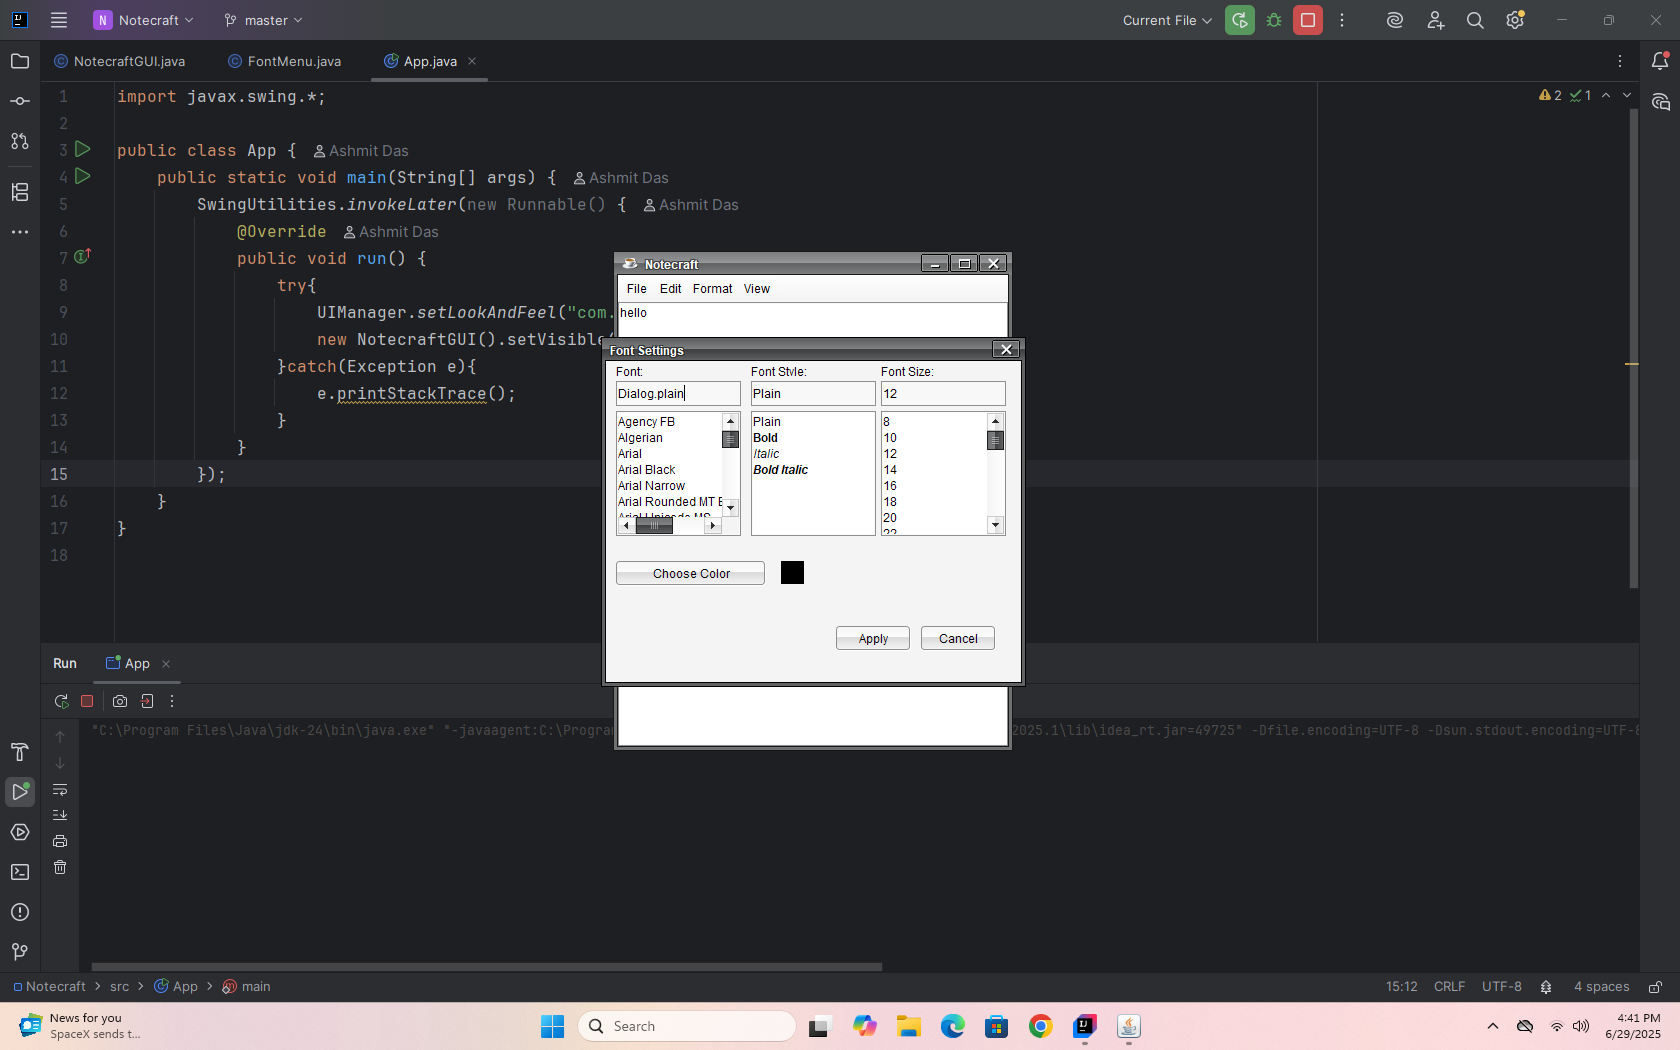 N Notecraft master Current File
NotecraftGUI.java FontMenu.java App.java
2 1
1 import javax.swing.*;
2
3 public class App { Ashmit Das
4 public static void main(String[] args) { Ashmit Das
5 SwingUtilities.invokeLater(new Runnable() { Ashmit Das
6 @Override Ashmit Das
7 public void run() {
8 try{
9 UIManager.setLookAndFeel("com.
10 new NotecraftGUI().setVisible(
11 }catch(Exception e){
12 e.printStackTrace();
13 }
14 }
15 });
16 }
17 }
18
Notecraft
File Edit Format View
hello
Font Settings
Font: Font Style: Font Size:
Dialog.plain Plain 12
Agency FB Plain 8
Algerian Bold 10
Arial Italic 12
Arial Black Bold Italic 14
Arial Narrow 16
Arial Rounded MT 18
Arial Unicode MS 20
22
Choose Color
Apply Cancel
Run App
"C:\Program Files\Java\jdk-24\bin\java.exe" "-javaagent:C:\Program 2025.1\lib\idea_rt.jar=49725" -Dfile.encoding=UTF-8 -Dsun.stdout.encoding=UTF-8
Notecraft > src > App > main 15:12 CRLF UTF-8 4 spaces
News for you
SpaceX sends t...
Search
4:41 PM
6/29/2025